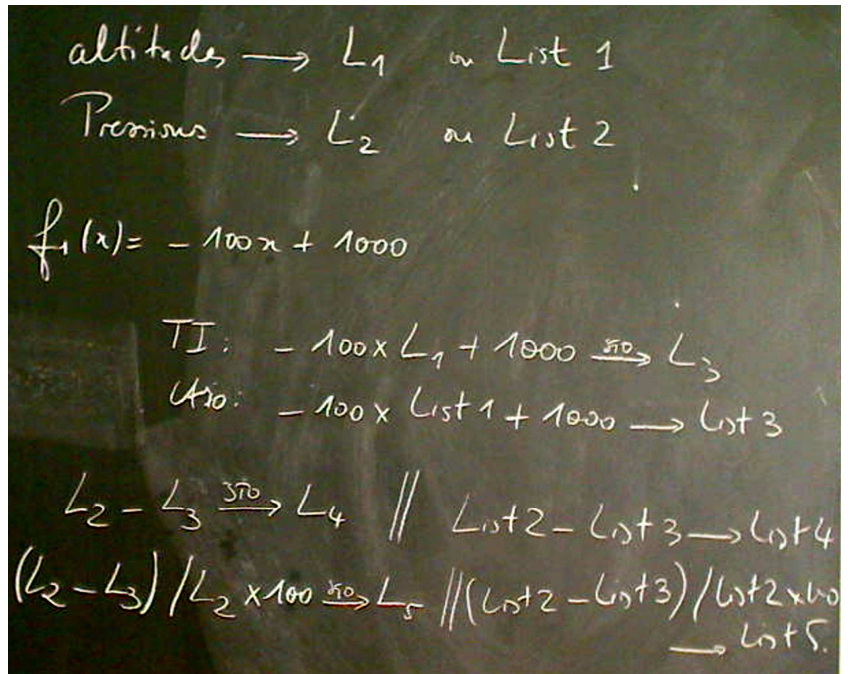 altitudes → L1 ou List 1
Pressions → L2 ou List 2
f1(x) = - 100x + 1000
TI : - 100 x L1 + 1000 STO→ L3
Casio : - 100 x List 1 + 1000 → List 3
L2 - L3 STO→ L4 // List 2 - List 3 → List 4
(L2 - L3) / L2 x 100 STO→ L5 // (List 2 - List 3) / List 2 x 100
→ List 5.